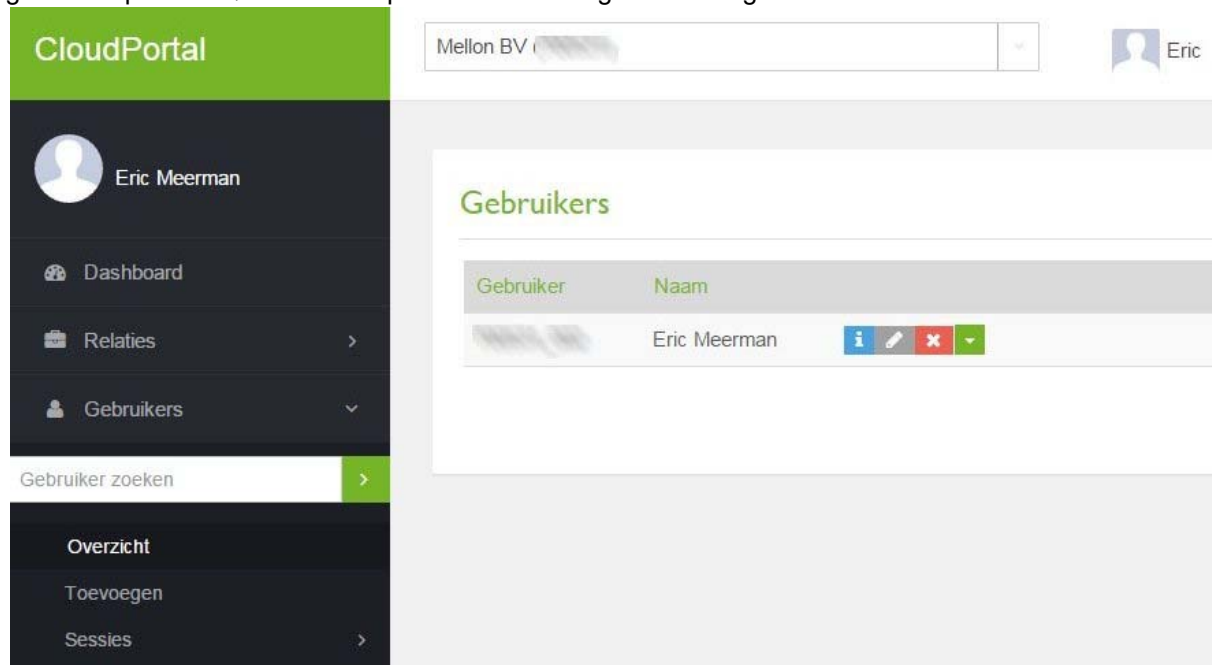 CloudPortal
Mellon BV (
Eric
Eric Meerman
Gebruikers
Dashboard
Gebruiker Naam
Relaties
Eric Meerman
Gebruikers
Gebruiker zoeken
Overzicht
Toevoegen
Sessies